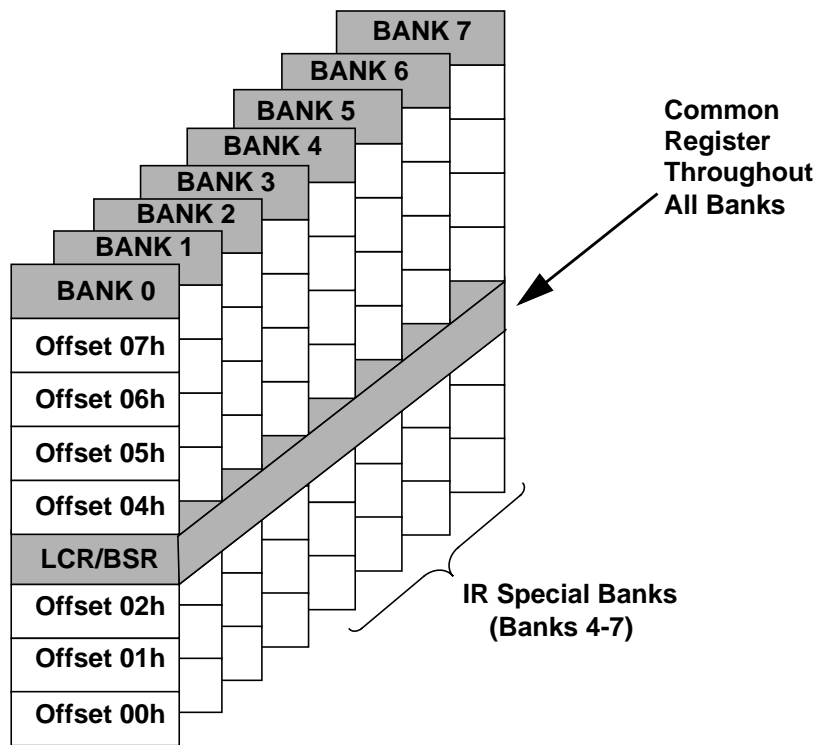 BANK 7
BANK 6
BANK 5
BANK 4
BANK 3
BANK 2
BANK 1
BANK 0
Common
Register
Throughout
All Banks
Offset 07h
Offset 06h
Offset 05h
Offset 04h
LCR/BSR
Offset 02h
Offset 01h
Offset 00h
IR Special Banks
(Banks 4-7)